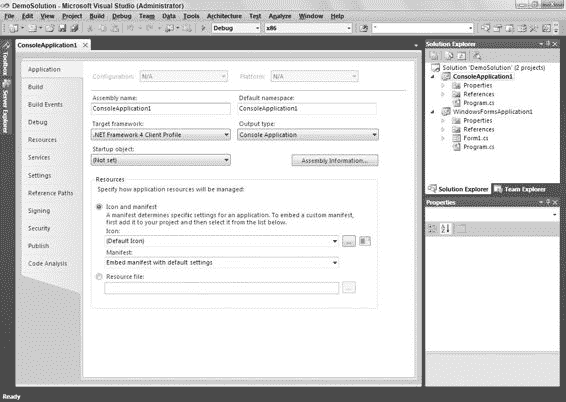 DemoSolution - Microsoft Visual Studio (Administrator)
File Edit View Project Build Debug Team Data Tools Architecture Test Analyze Window Help
Debug x86
Toolbox
Server Explorer
ConsoleApplication1
Application
Build
Build Events
Debug
Resources
Services
Settings
Reference Paths
Signing
Security
Publish
Code Analysis
Configuration: N/A Platform: N/A
Assembly name: Default namespace:
ConsoleApplication1 ConsoleApplication1
Target framework: Output type:
.NET Framework 4 Client Profile Console Application
Startup object:
(Not set) Assembly Information...
Resources
Specify how application resources will be managed:
Icon and manifest
A manifest determines specific settings for an application. To embed a custom manifest,
first add it to your project and then select it from the list below.
Icon:
(Default Icon) ...
Manifest:
Embed manifest with default settings
Resource file:
...
Solution Explorer
Solution 'DemoSolution' (2 projects)
ConsoleApplication1
Properties
References
Program.cs
WindowsFormsApplication1
Properties
References
Form1.cs
Program.cs
Solution Explorer Team Explorer
Properties
Ready